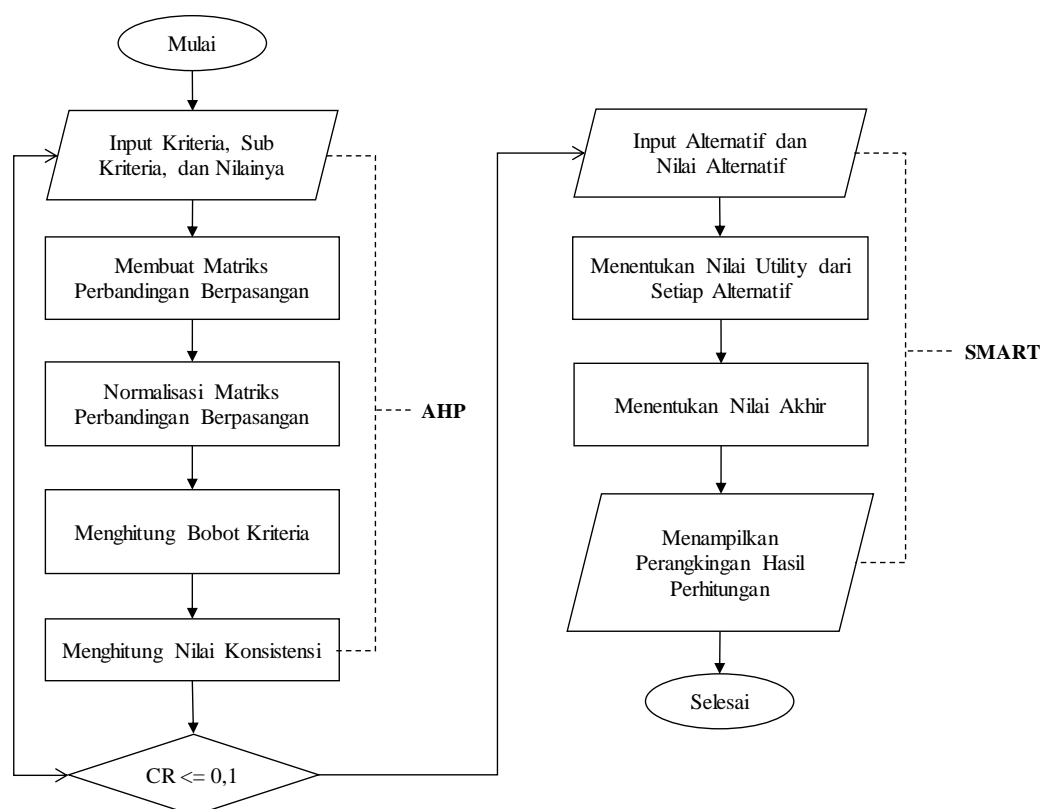 Mulai
Input Kriteria, Sub
Kriteria, dan Nilainya
Membuat Matriks
Perbandingan Berpasangan
Normalisasi Matriks
Perbandingan Berpasangan
Menghitung Bobot Kriteria
Menghitung Nilai Konsistensi
CR <= 0,1
AHP
Input Alternatif dan
Nilai Alternatif
Menentukan Nilai Utility dari
Setiap Alternatif
Menentukan Nilai Akhir
Menampilkan
Perangkingan Hasil
Perhitungan
Selesai
SMART